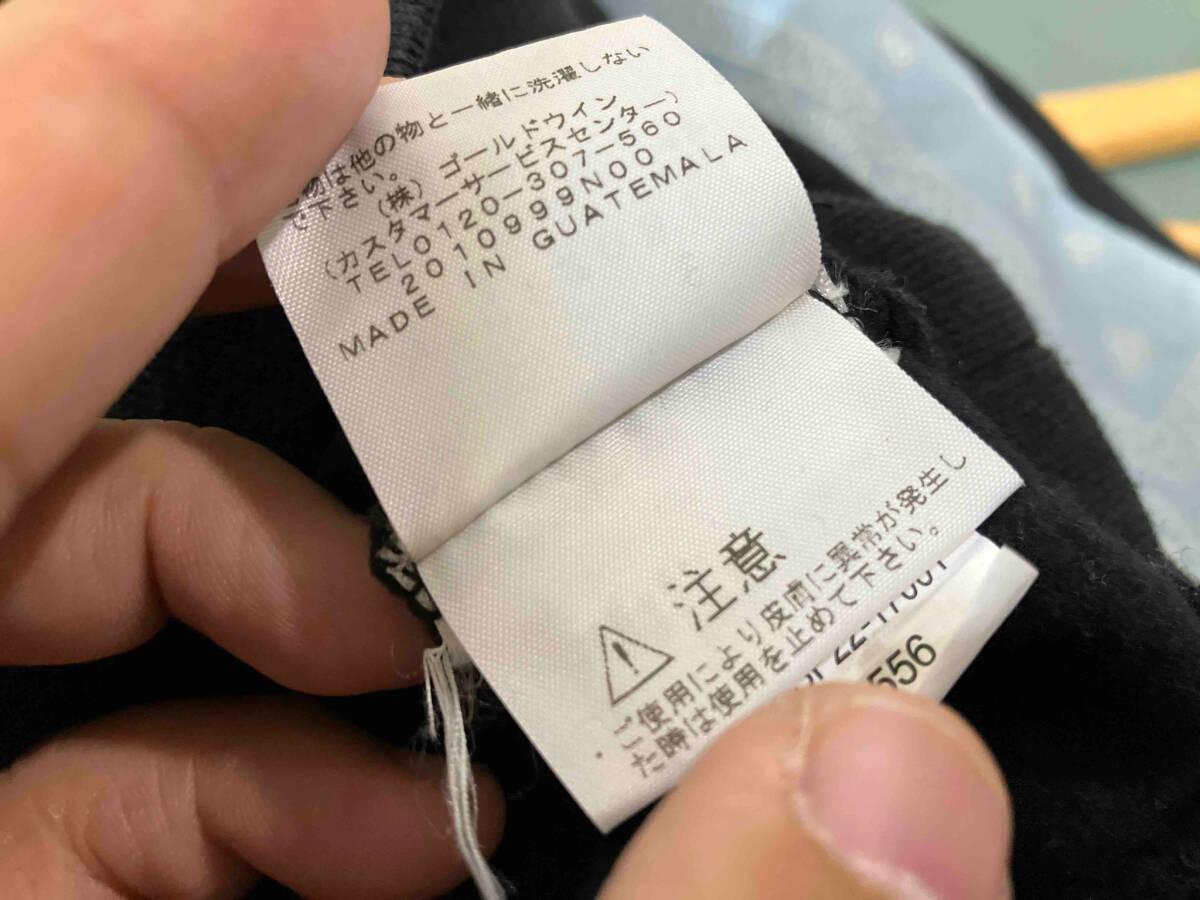 物は他の物と一緒に洗濯しない
で下さい。
(株) ゴールドウイン
(カスタマーサービスセンター)
TEL0120-307-560
2010999N00
MADE IN GUATEMALA
注意
・ご使用により皮膚に異常が発生し
た時は使用を止めて下さい。
556